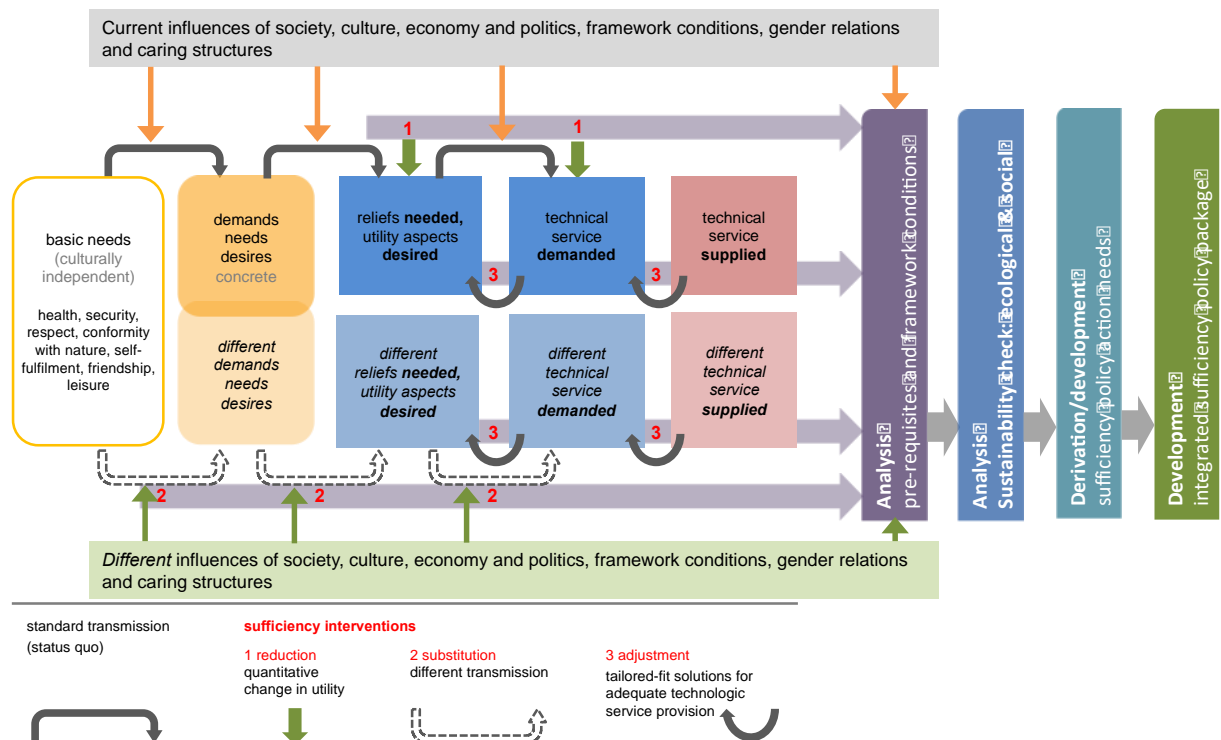 Current influences of society, culture, economy and politics, framework conditions, gender relations
and caring structures
1
1
basic needs
(culturally
independent)
health, security,
respect, conformity
with nature, self-
fulfilment, friendship,
leisure
demands
needs
desires
concrete
reliefs needed,
utility aspects
desired
technical
service
demanded
technical
service
supplied
3
3
different
demands
needs
desires
different
reliefs needed,
utility aspects
desired
different
technical
service
demanded
different
technical
service
supplied
3
3
2
2
2
Analysis
pre-requisites and framework conditions
Analysis
Sustainability check: ecological & social
Derivation/development
sufficiency policy action needs
Development
integrated sufficiency policy package
Different influences of society, culture, economy and politics, framework conditions, gender relations
and caring structures
standard transmission
(status quo)
sufficiency interventions
1 reduction
quantitative
change in utility
2 substitution
different transmission
3 adjustment
tailored-fit solutions for
adequate technologic
service provision